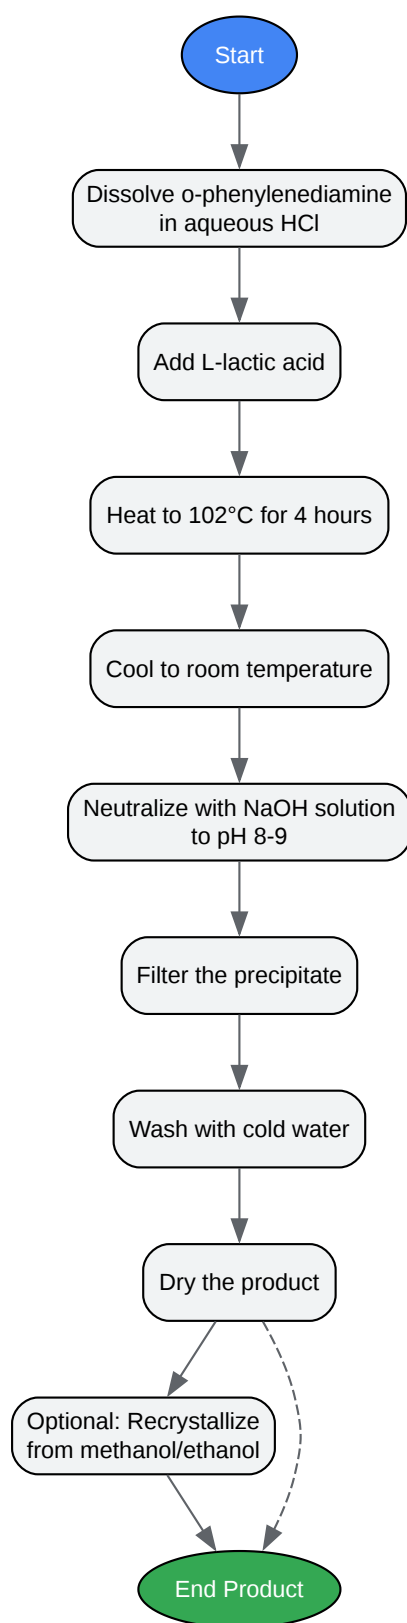 Start
Dissolve o-phenylenediamine
in aqueous HCl
Add L-lactic acid
Heat to 102°C for 4 hours
Cool to room temperature
Neutralize with NaOH solution
to pH 8-9
Filter the precipitate
Wash with cold water
Dry the product
Optional: Recrystallize
from methanol/ethanol
End Product